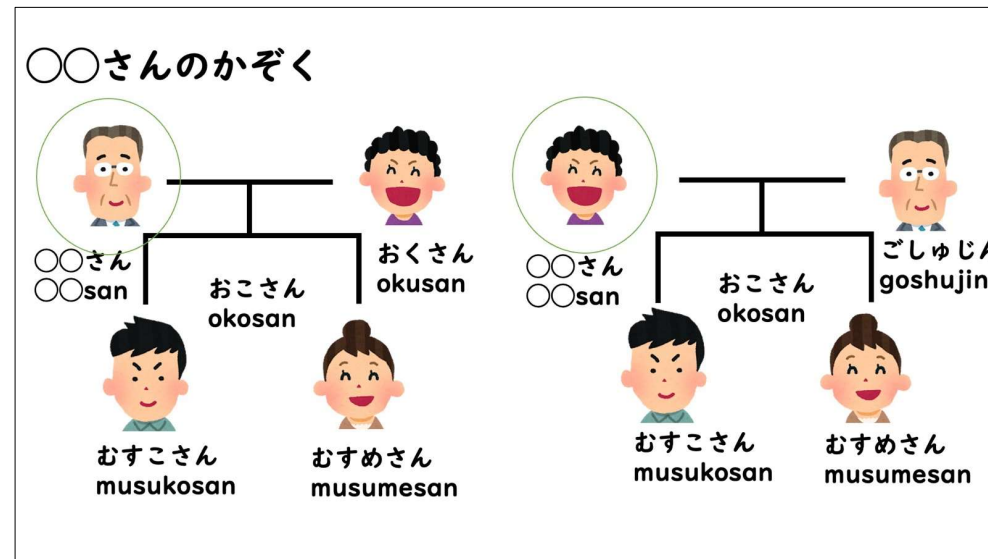 ◯◯さんのかぞく
◯◯さん
◯◯san
おこさん
okosan
おくさん
okusan
むすこさん
musukosan
むすめさん
musumesan
◯◯さん
◯◯san
おこさん
okosan
ごしゅじん
goshujin
むすこさん
musukosan
むすめさん
musumesan